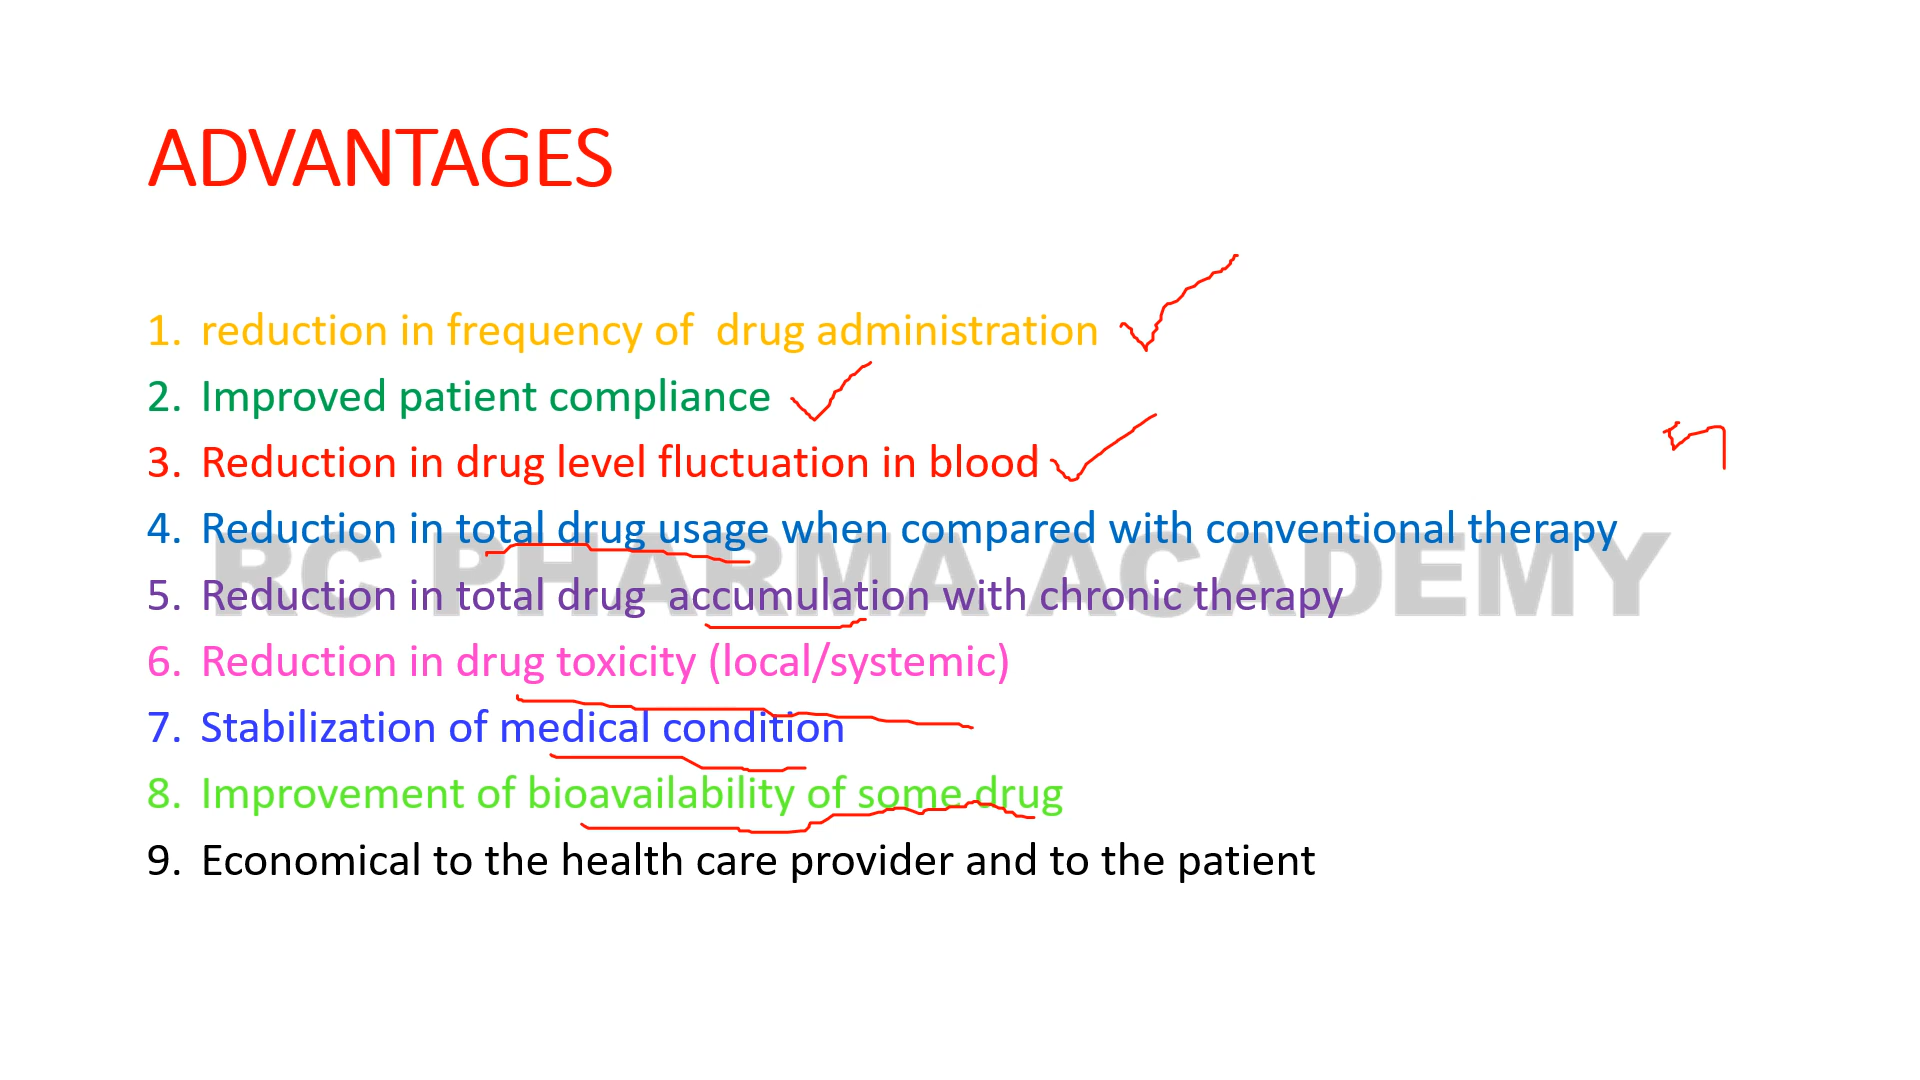 ADVANTAGES
1. reduction in frequency of drug administration
2. Improved patient compliance
3. Reduction in drug level fluctuation in blood
4. Reduction in total drug usage when compared with conventional therapy
RC PHARMA ACADEMY
5. Reduction in total drug accumulation with chronic therapy
6. Reduction in drug toxicity (local/systemic)
7. Stabilization of medical condition
8. Improvement of bioavailability of some drug
9. Economical to the health care provider and to the patient